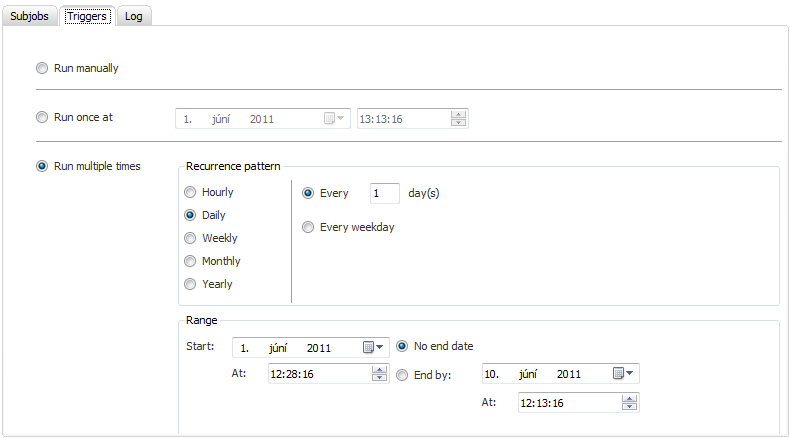 Subjobs Triggers Log
Run manually
Run once at 1. júní 2011 13:13:16
Run multiple times Recurrence pattern
Hourly Every 1 day(s)
Daily
Weekly Every weekday
Monthly
Yearly
Range
Start: 1. júní 2011 No end date
At: 12:28:16 End by: 10. júní 2011
At: 12:13:16